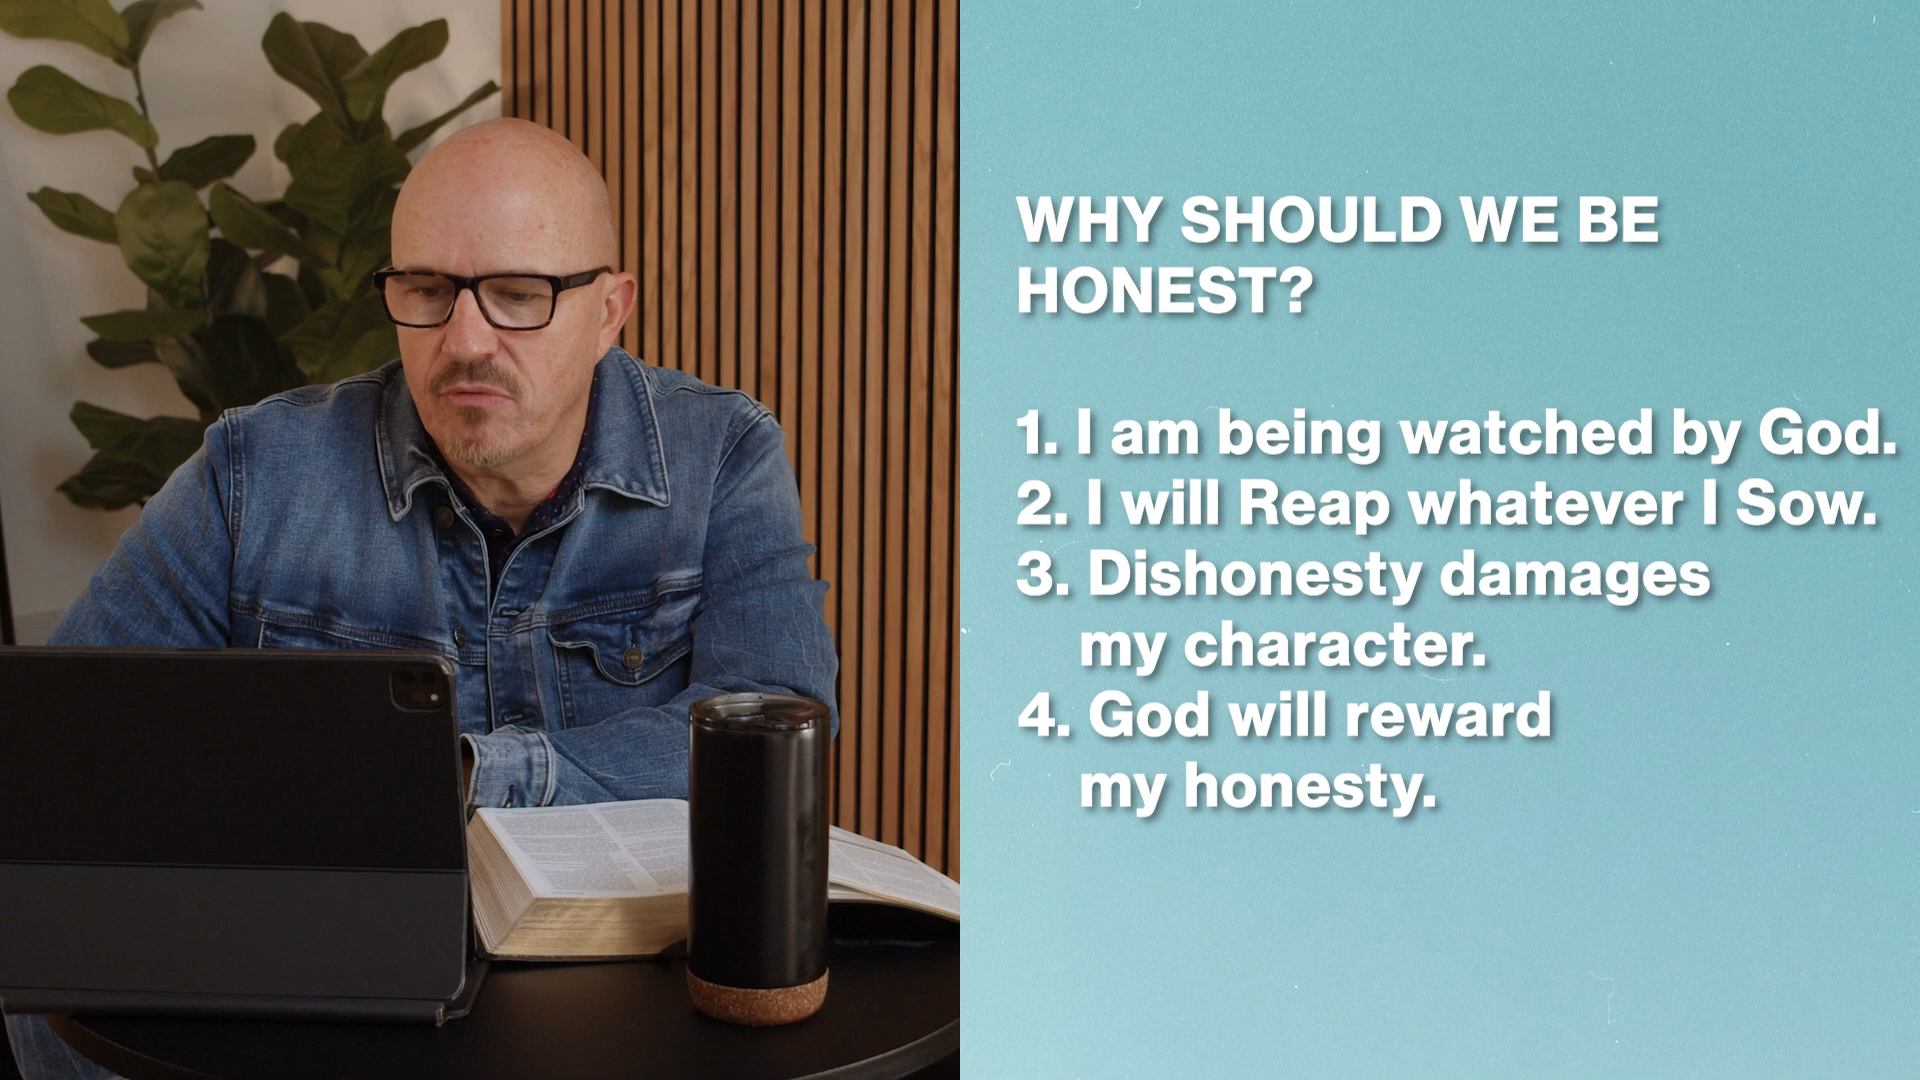 WHY SHOULD WE BE
HONEST?
1. I am being watched by God.
2. I will Reap whatever I Sow.
3. Dishonesty damages
my character.
4. God will reward
my honesty.